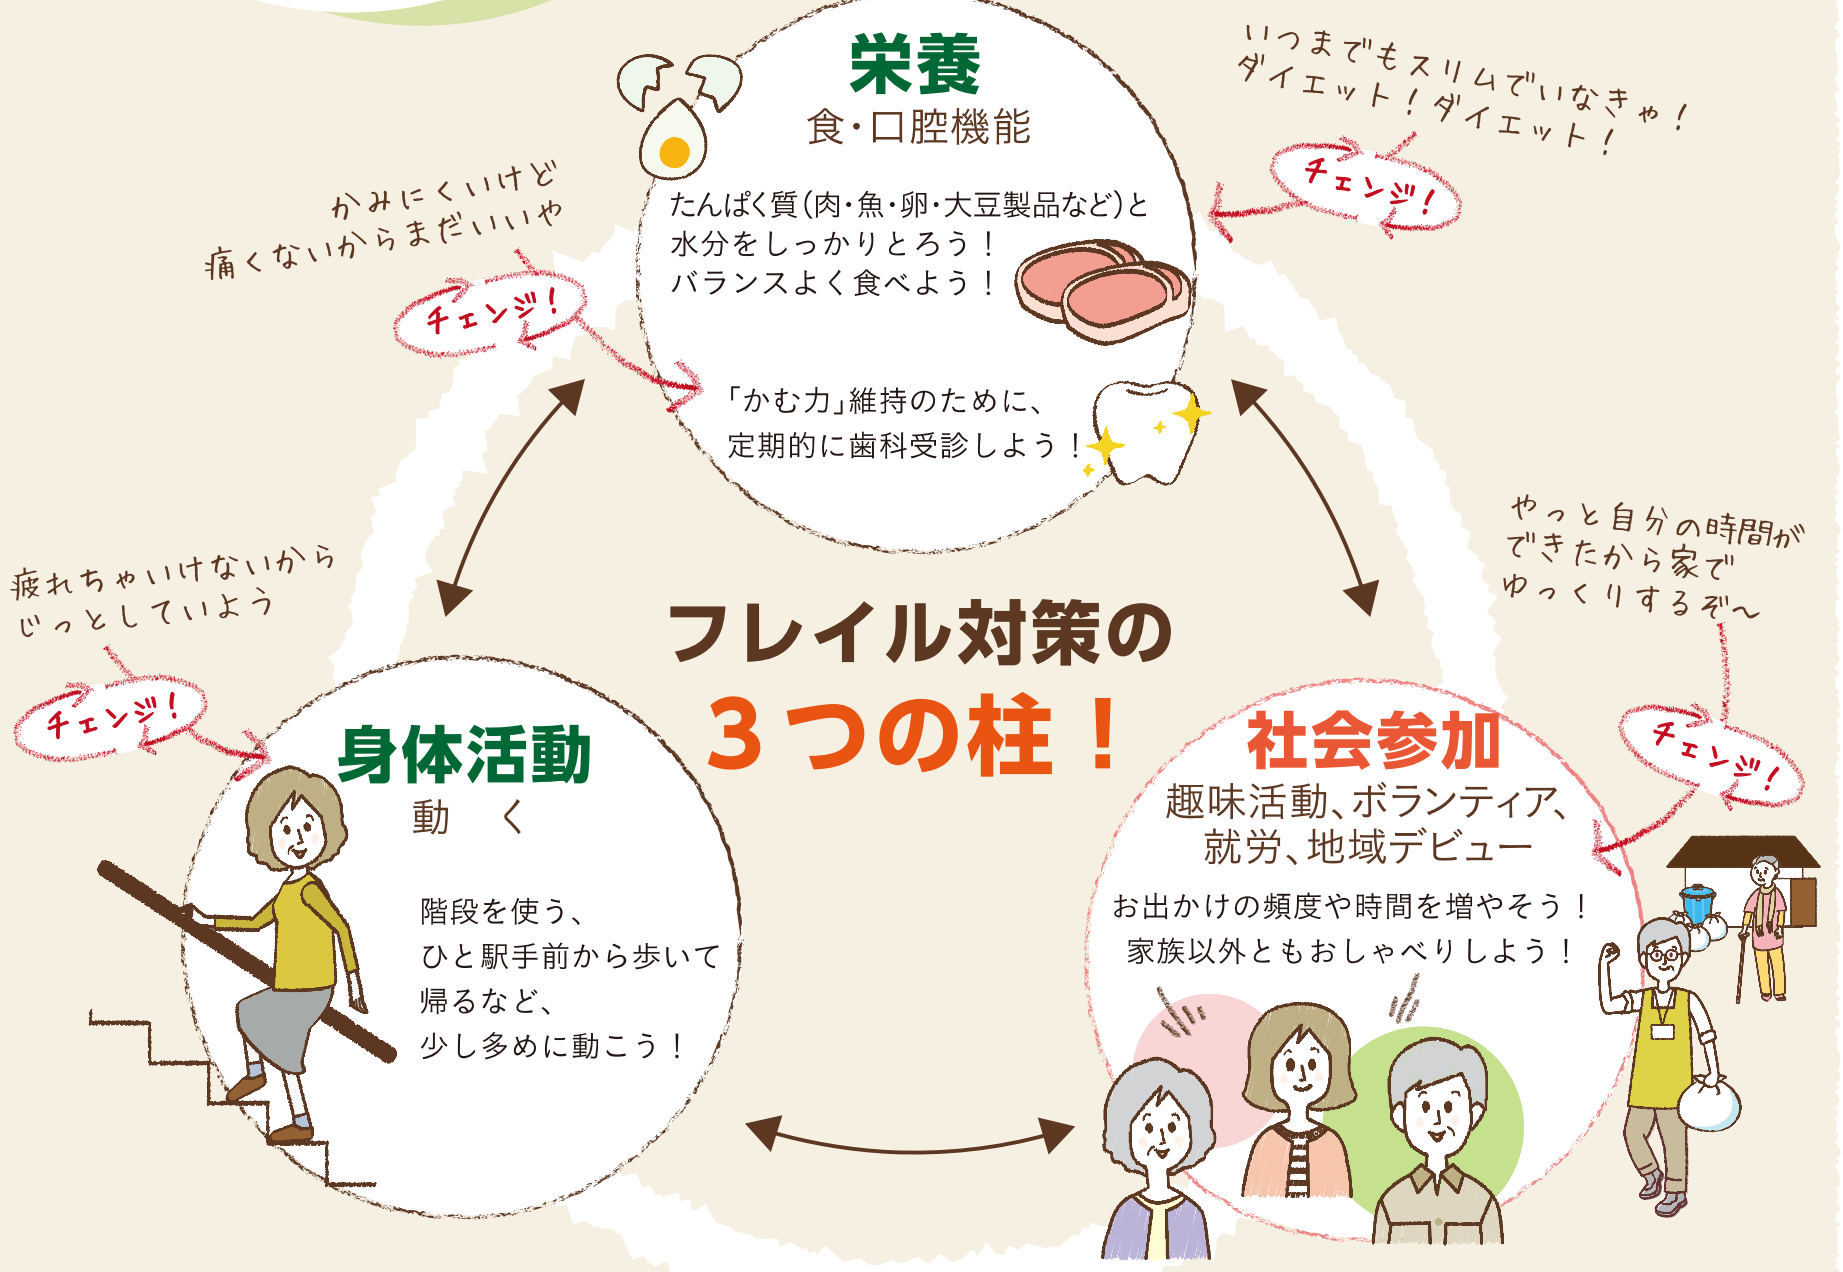 栄養
食・口腔機能
たんぱく質(肉・魚・卵・大豆製品など)と
水分をしっかりとろう！
バランスよく食べよう！
「かむ力」維持のために、
定期的に歯科受診しよう！
いつまでもスリムでいなきゃ！
ダイエット！ダイエット！
チェンジ！
かみにくいけど
痛くないからまだいいや
チェンジ！
フレイル対策の
3つの柱！
疲れちゃいけないから
じっとしていよう
チェンジ！
身体活動
動　く
階段を使う、
ひと駅手前から歩いて
帰るなど、
少し多めに動こう！
やっと自分の時間が
できたから家で
ゆっくりするぞ～
チェンジ！
社会参加
趣味活動、ボランティア、
就労、地域デビュー
お出かけの頻度や時間を増やそう！
家族以外ともおしゃべりしよう！